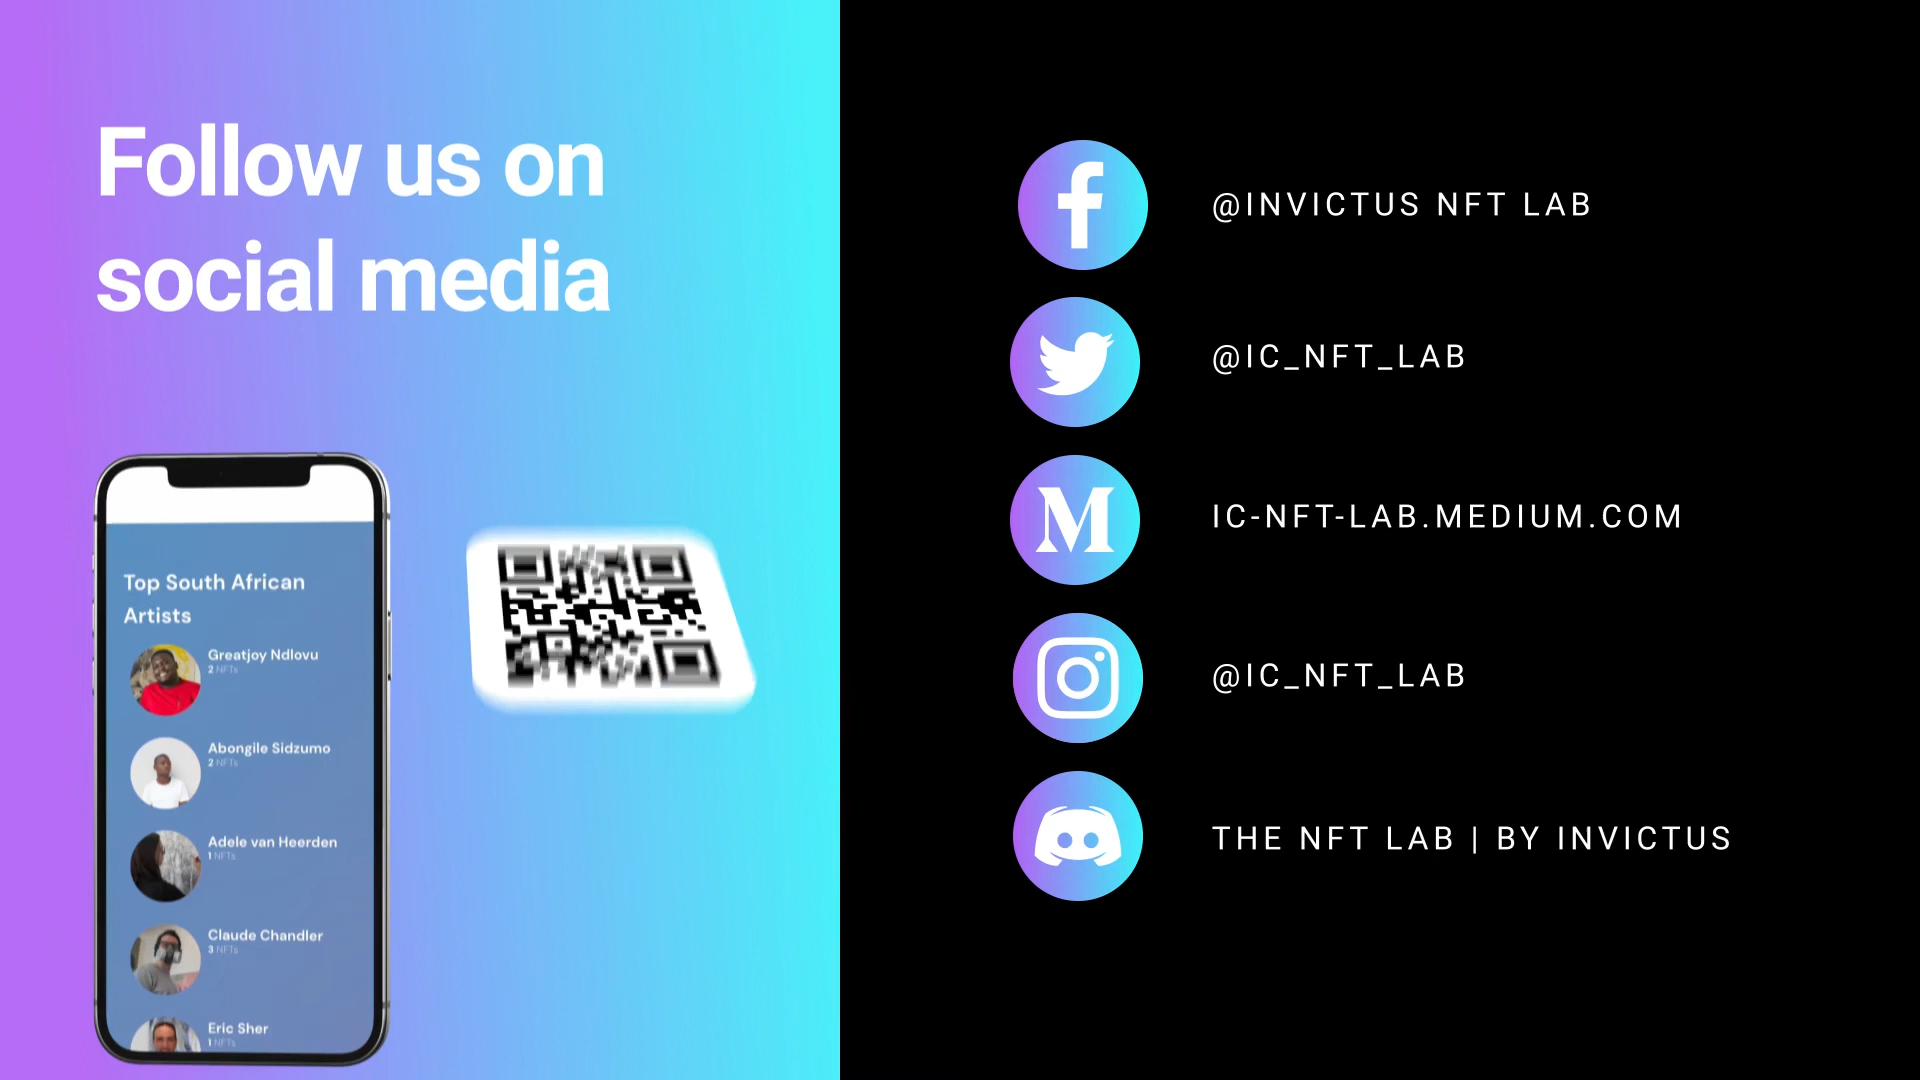 Follow us on
social media
Top South African
Artists
Greatjoy Ndlovu
2 NFTs
Abongile Sidzumo
2 NFTs
Adele van Heerden
1 NFTs
Claude Chandler
3 NFTs
Eric Sher
1 NFTs
@INVICTUS NFT LAB
@IC_NFT_LAB
IC-NFT-LAB.MEDIUM.COM
@IC_NFT_LAB
THE NFT LAB | BY INVICTUS